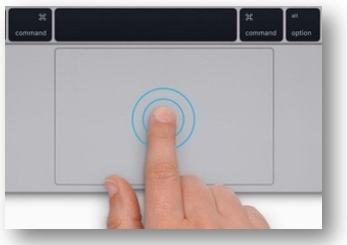 ⌘ ⌘ alt
command command option